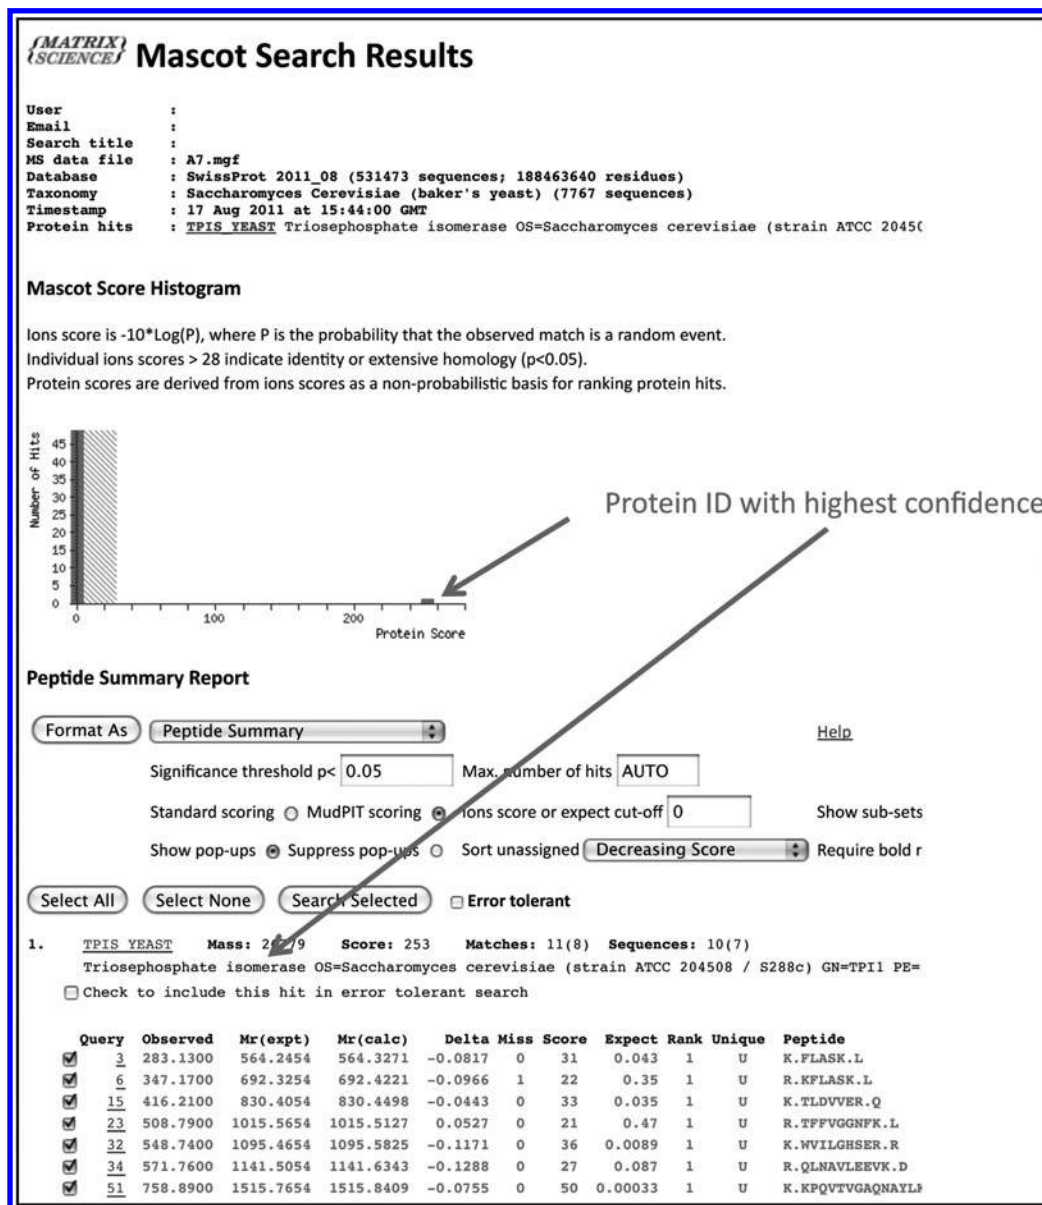 {MATRIX}
{SCIENCE} Mascot Search Results
User :
Email :
Search title :
MS data file : A7.mgf
Database : SwissProt 2011_08 (531473 sequences; 188463640 residues)
Taxonomy : Saccharomyces Cerevisiae (baker's yeast) (7767 sequences)
Timestamp : 17 Aug 2011 at 15:44:00 GMT
Protein hits : TPIS_YEAST Triosephosphate isomerase OS=Saccharomyces cerevisiae (strain ATCC 2045
Mascot Score Histogram
Ions score is -10*Log(P), where P is the probability that the observed match is a random event.
Individual ions scores > 28 indicate identity or extensive homology (p<0.05).
Protein scores are derived from ions scores as a non-probabilistic basis for ranking protein hits.
Number of Hits
45
40
35
30
25
20
15
10
5
0
0 100 200
Protein Score
Protein ID with highest confidence
Peptide Summary Report
Format As Peptide Summary Help
Significance threshold p< 0.05 Max. number of hits AUTO
Standard scoring MudPIT scoring Ions score or expect cut-off 0 Show sub-sets
Show pop-ups Suppress pop-ups Sort unassigned Decreasing Score Require bold r
Select All Select None Search Selected Error tolerant
1. TPIS_YEAST Mass: Score: 253 Matches: 11(8) Sequences: 10(7)
Triosephosphate isomerase OS=Saccharomyces cerevisiae (strain ATCC 204508 / S288c) GN=TPI1 PE=
Check to include this hit in error tolerant search
Query Observed Mr(expt) Mr(calc) Delta Miss Score Expect Rank Unique Peptide
3 283.1300 564.2454 564.3271 -0.0817 0 31 0.043 1 U K.FLASK.L
6 347.1700 692.3254 692.4221 -0.0966 1 22 0.35 1 U R.KFLASK.L
15 416.2100 830.4054 830.4498 -0.0443 0 33 0.035 1 U K.TLDVVER.Q
23 508.7900 1015.5654 1015.5127 0.0527 0 21 0.47 1 U R.TFFVGGNFK.L
32 548.7400 1095.4654 1095.5825 -0.1171 0 36 0.0089 1 U K.WVILGHSER.R
34 571.7600 1141.5054 1141.6343 -0.1288 0 27 0.087 1 U R.QLNAVLEEVK.D
51 758.8900 1515.7654 1515.8409 -0.0755 0 50 0.00033 1 U K.KPQVTVGAQNAYL